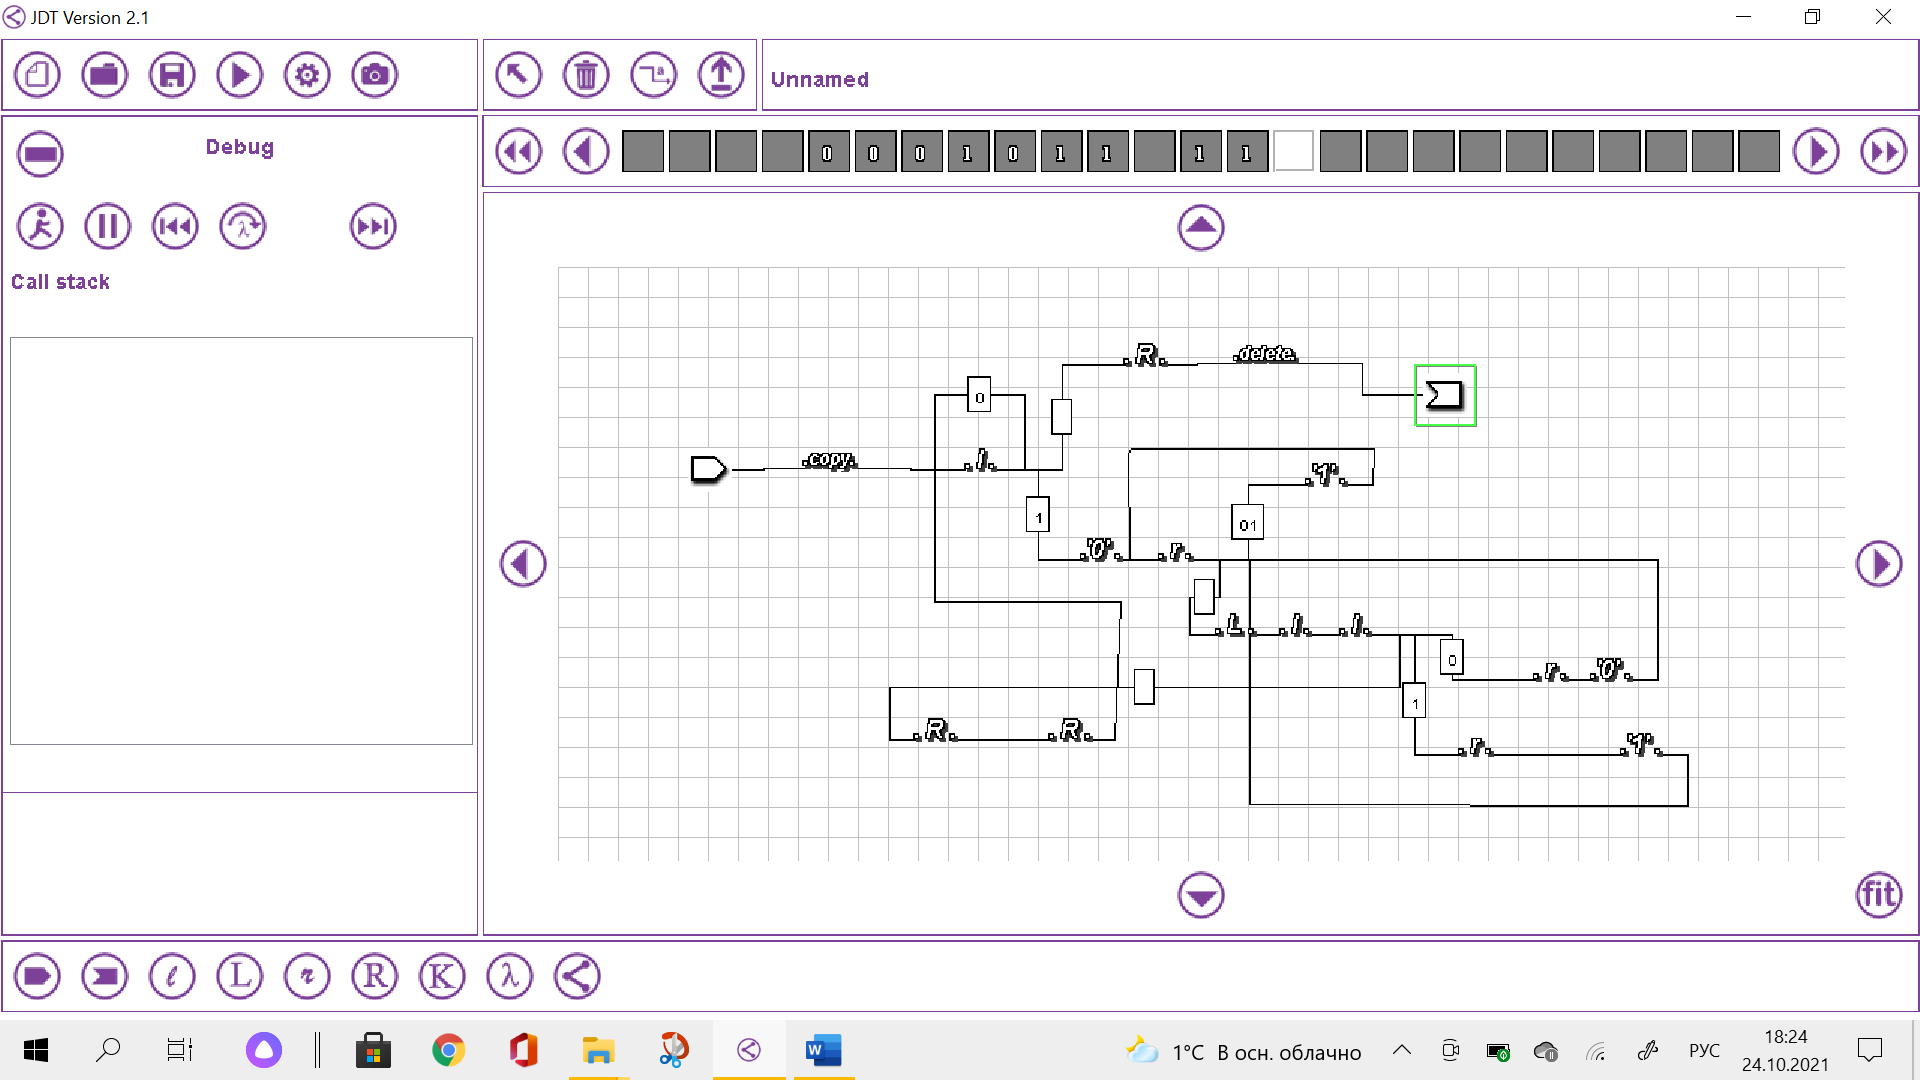 JDT Version 2.1
Unnamed
Debug
0 0 0 1 0 1 1 1 1
Call stack
.R. .delete.
0
.copy. .l.
.'1'.
1 01
.'0'. .r.
.L. .l. .l.
0
.r. .'0'.
1
.R. .R.
.r. .'1'.
fit
l L r R K λ
W
1°C В осн. облачно
РУС
18:24
24.10.2021